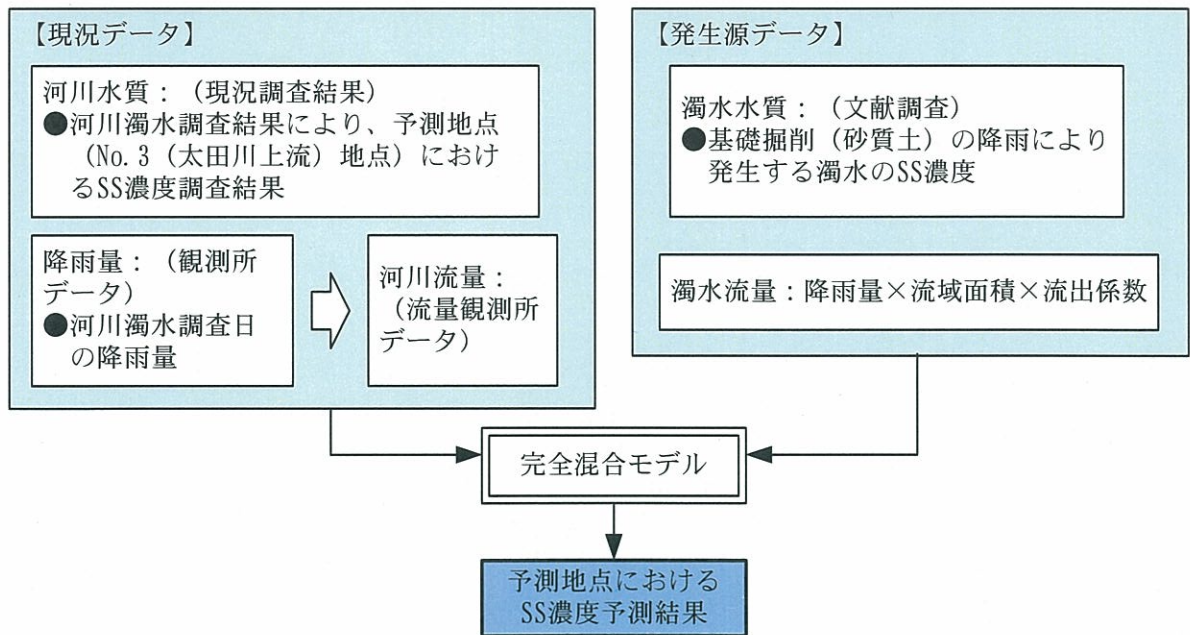 【現況データ】
河川水質：（現況調査結果）
●河川濁水調査結果により、予測地点
（No.3（太田川上流）地点）におけ
るSS濃度調査結果
降雨量：（観測所
データ）
●河川濁水調査日
の降雨量
河川流量：
（流量観測所
データ）
【発生源データ】
濁水水質：（文献調査）
●基礎掘削（砂質土）の降雨により
発生する濁水のSS濃度
濁水流量：降雨量×流域面積×流出係数
完全混合モデル
予測地点における
SS濃度予測結果